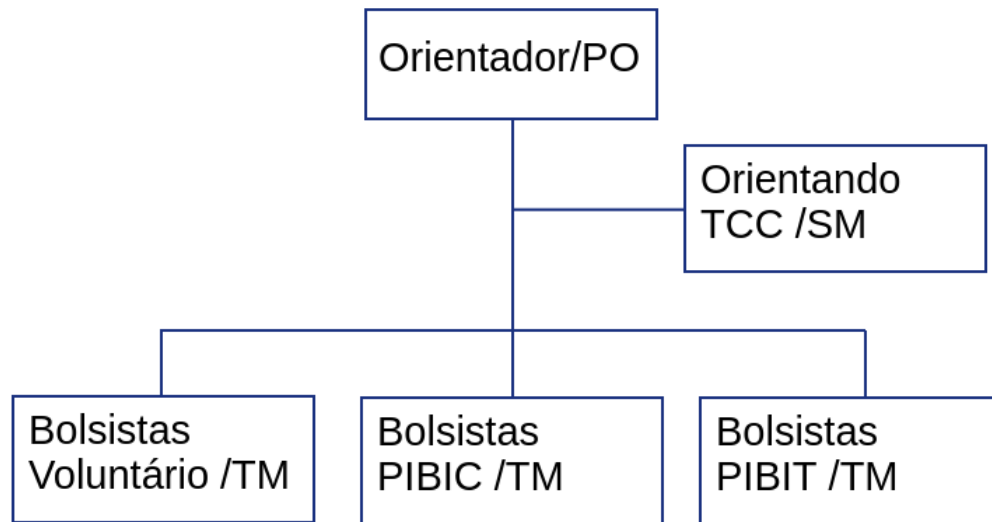 Orientador/PO
Orientando
TCC /SM
Bolsistas
Voluntário /TM
Bolsistas
PIBIC /TM
Bolsistas
PIBIT /TM